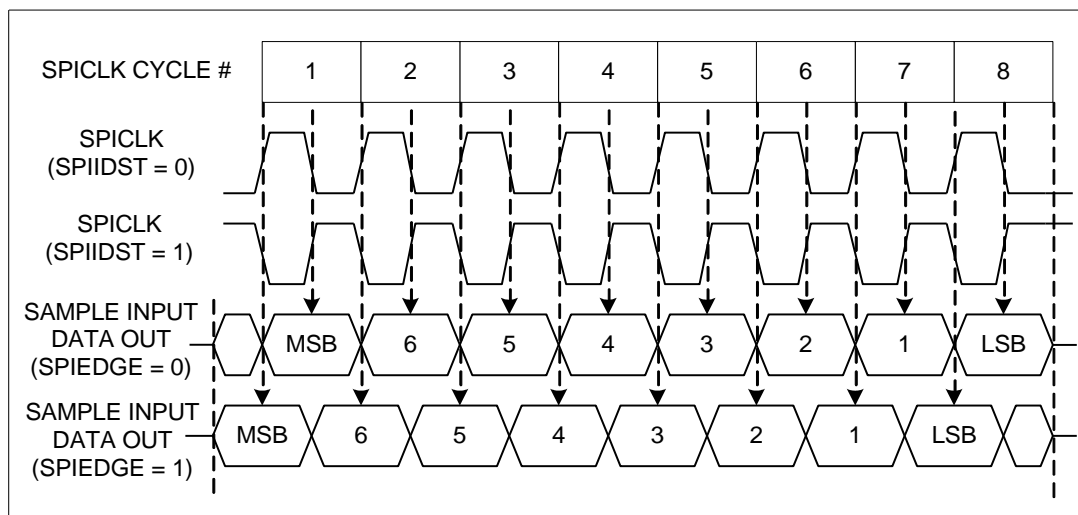 SPICLK CYCLE # 1 2 3 4 5 6 7 8
SPICLK
(SPIIDST = 0)
SPICLK
(SPIIDST = 1)
SAMPLE INPUT
DATA OUT
(SPIEDGE = 0)
MSB 6 5 4 3 2 1 LSB
SAMPLE INPUT
DATA OUT
(SPIEDGE = 1)
MSB 6 5 4 3 2 1 LSB